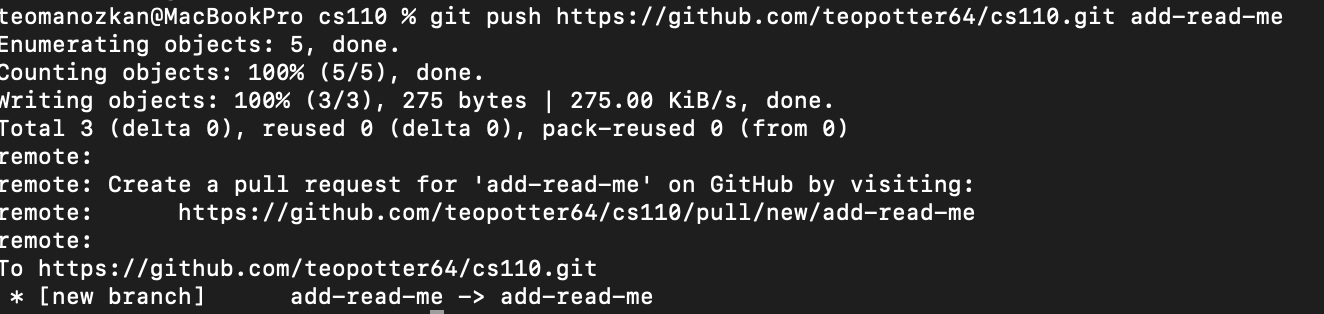 teomanozkan@MacBookPro cs110 % git push https://github.com/teopotter64/cs110.git add-read-me
Enumerating objects: 5, done.
Counting objects: 100% (5/5), done.
Writing objects: 100% (3/3), 275 bytes | 275.00 KiB/s, done.
Total 3 (delta 0), reused 0 (delta 0), pack-reused 0 (from 0)
remote:
remote: Create a pull request for 'add-read-me' on GitHub by visiting:
remote:      https://github.com/teopotter64/cs110/pull/new/add-read-me
remote:
To https://github.com/teopotter64/cs110.git
 * [new branch]      add-read-me -> add-read-me